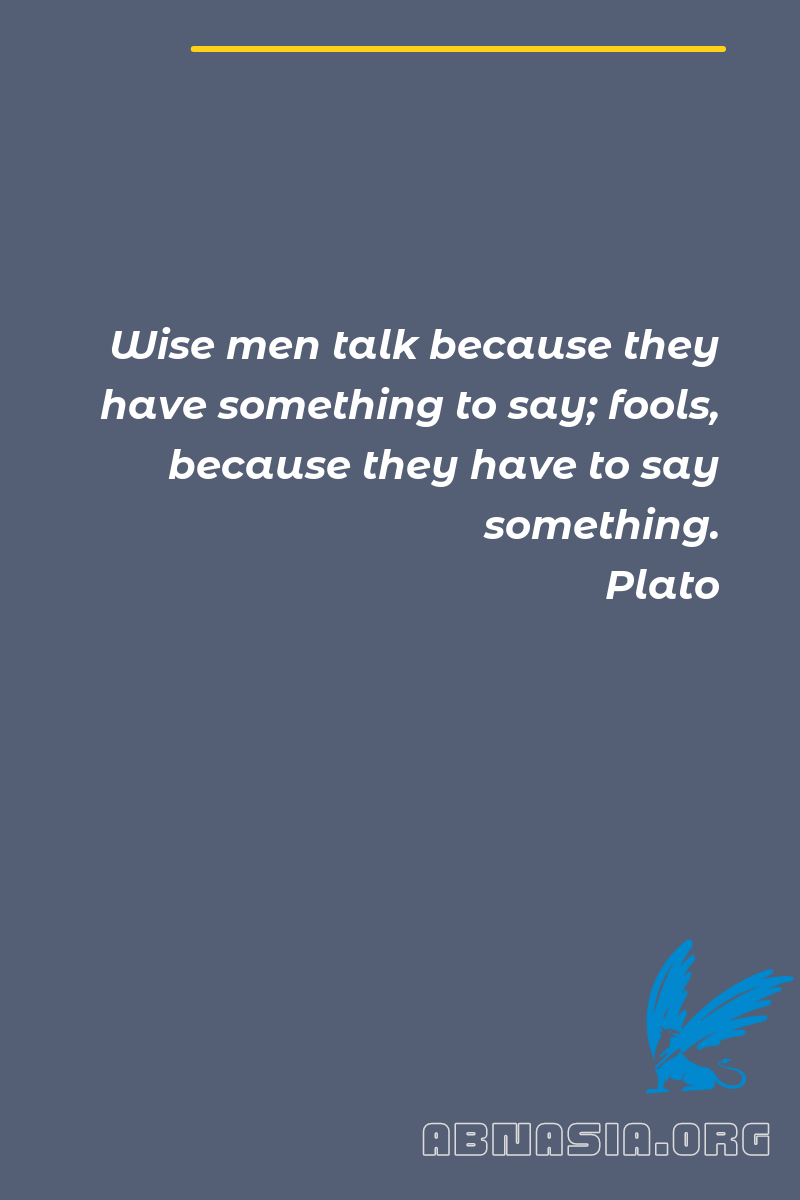 Wise men talk because they
have something to say; fools,
because they have to say
something.
Plato
ABNASIA.ORG